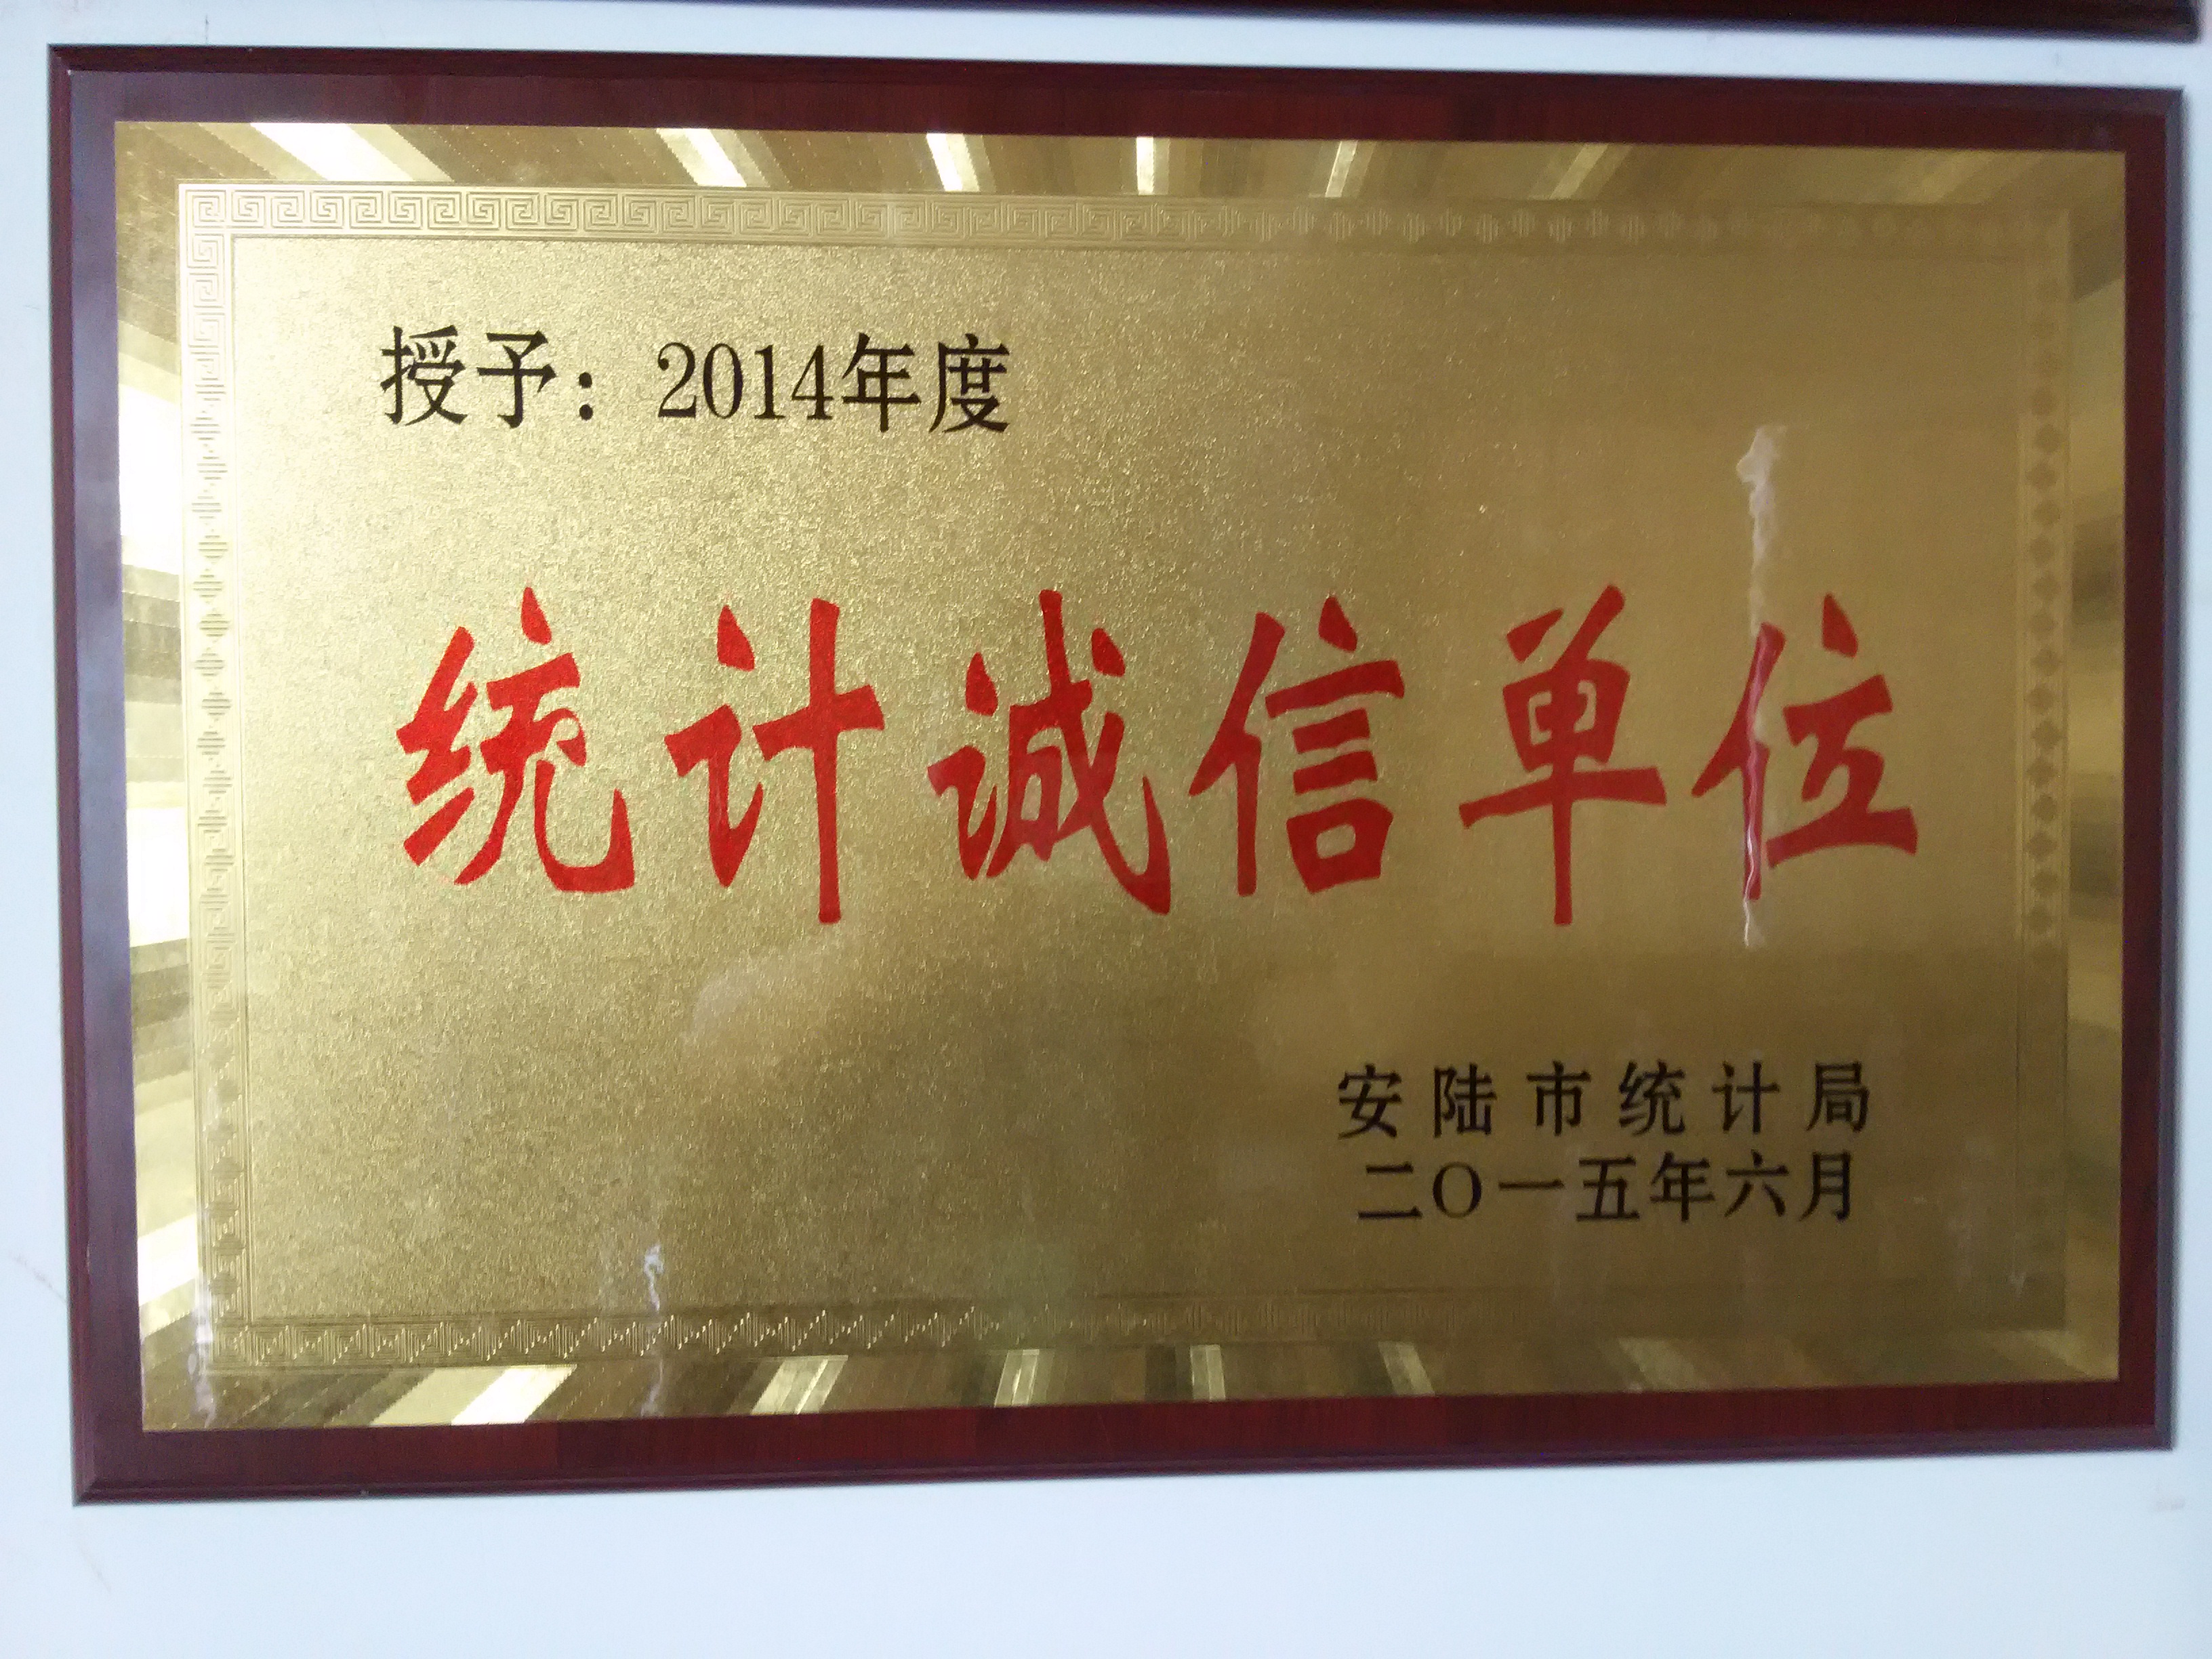 授予：2014年度
统计诚信单位
安陆市统计局
二〇一五年六月